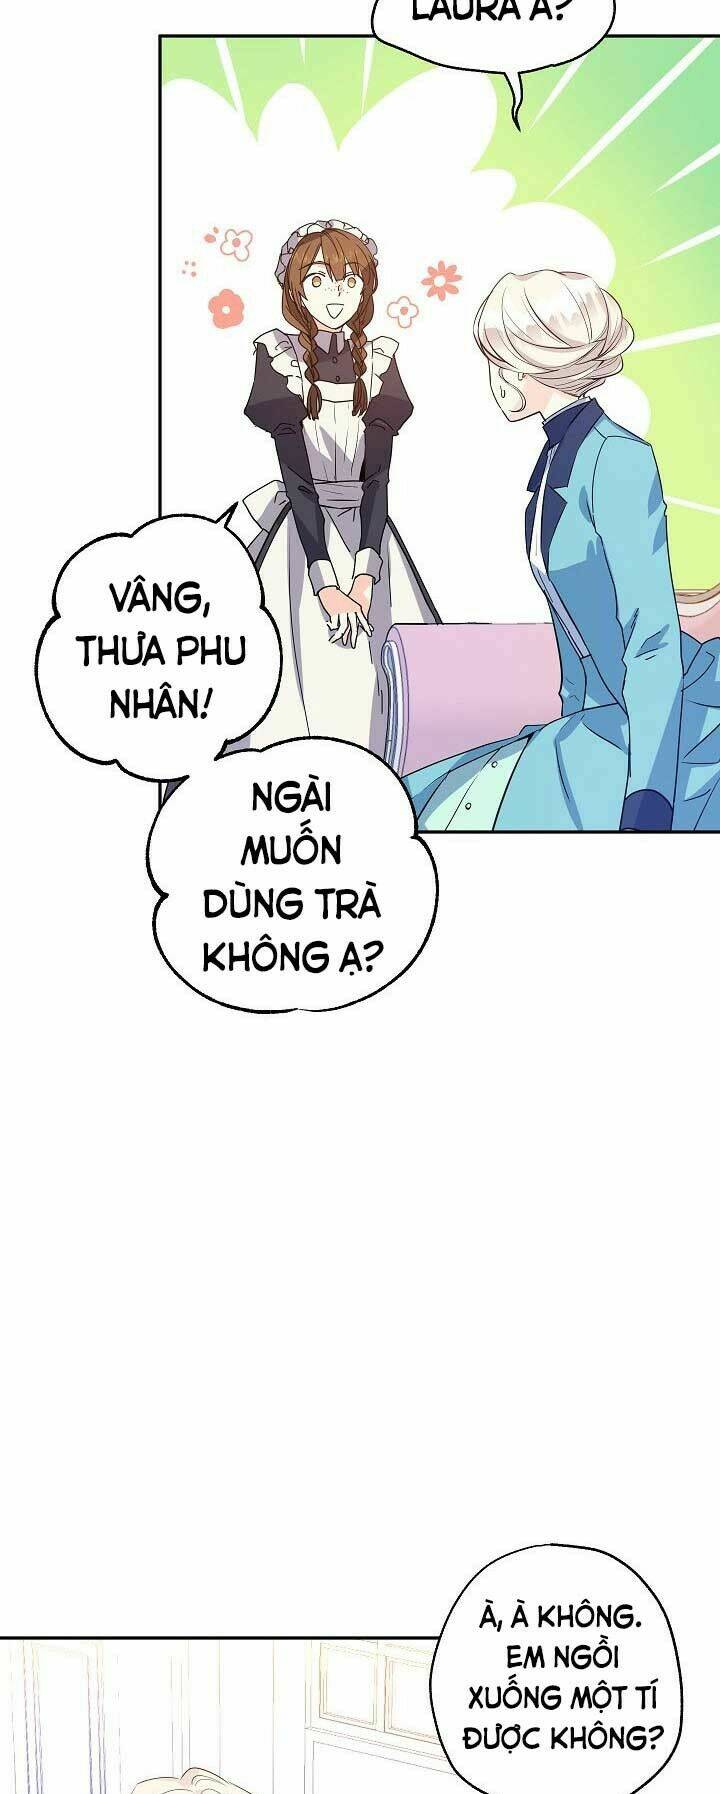 LAURA À?
VÂNG,
THƯA PHU
NHÂN!
NGÀI
MUỐN
DÙNG TRÀ
KHÔNG Ạ?
À, À KHÔNG.
EM NGỒI
XUỐNG MỘT TÍ
ĐƯỢC KHÔNG?